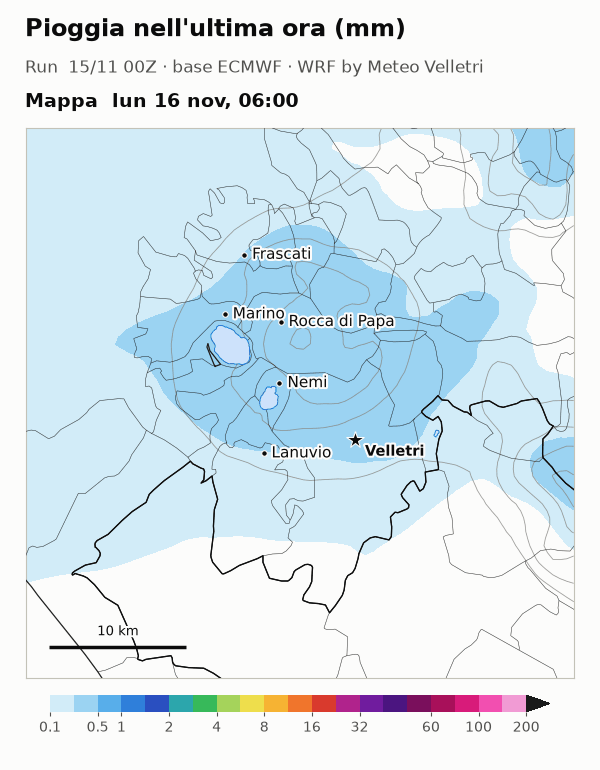 Pioggia nell'ultima ora (mm)
Run 15/11 00Z · base ECMWF · WRF by Meteo Velletri
Mappa lun 16 nov, 06:00
Frascati
Marino
Rocca di Papa
Nemi
Velletri
Lanuvio
10 km
0.1 0.5 1 2 4 8 16 32 60 100 200